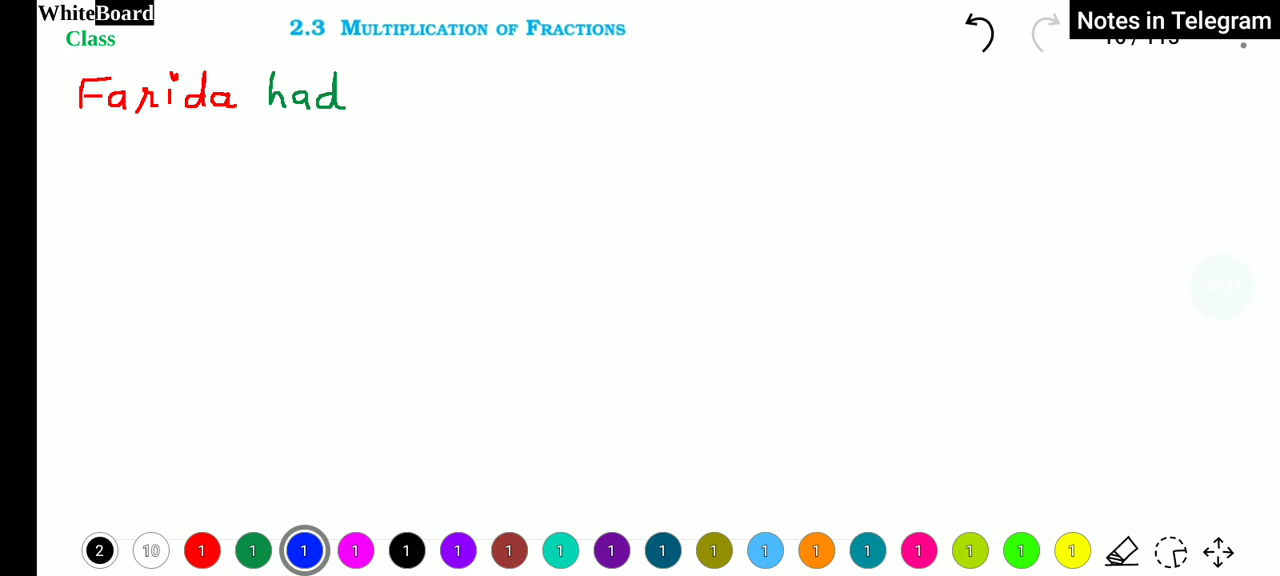 WhiteBoard
Class
2.3 MULTIPLICATION OF FRACTIONS
Notes in Telegram
Farida had
2 10 1 1 1 1 1 1 1 1 1 1 1 1 1 1 1 1 1 1